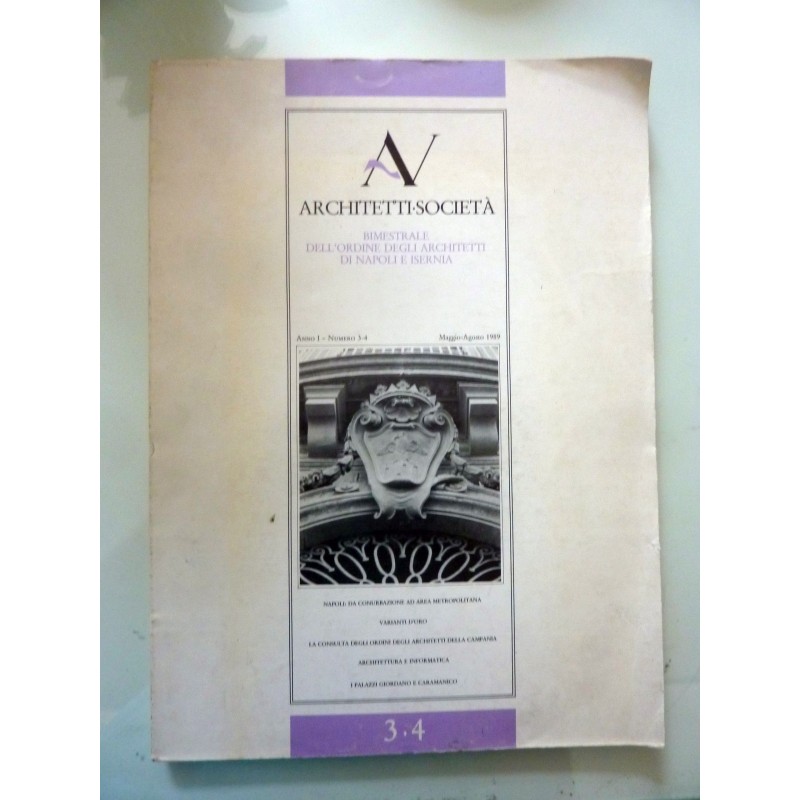 AV
ARCHITETTI·SOCIETÀ
BIMESTRALE
DELL'ORDINE DEGLI ARCHITETTI
DI NAPOLI E ISERNIA
ANNO I – NUMERO 3-4 Maggio-Agosto 1989
NAPOLI: DA CONURBAZIONE AD AREA METROPOLITANA
VARIANTI D'ORO
LA CONSULTA DEGLI ORDINI DEGLI ARCHITETTI DELLA CAMPANIA
ARCHITETTURA E INFORMATICA
I PALAZZI GIORDANO E CARAMANICO
3·4